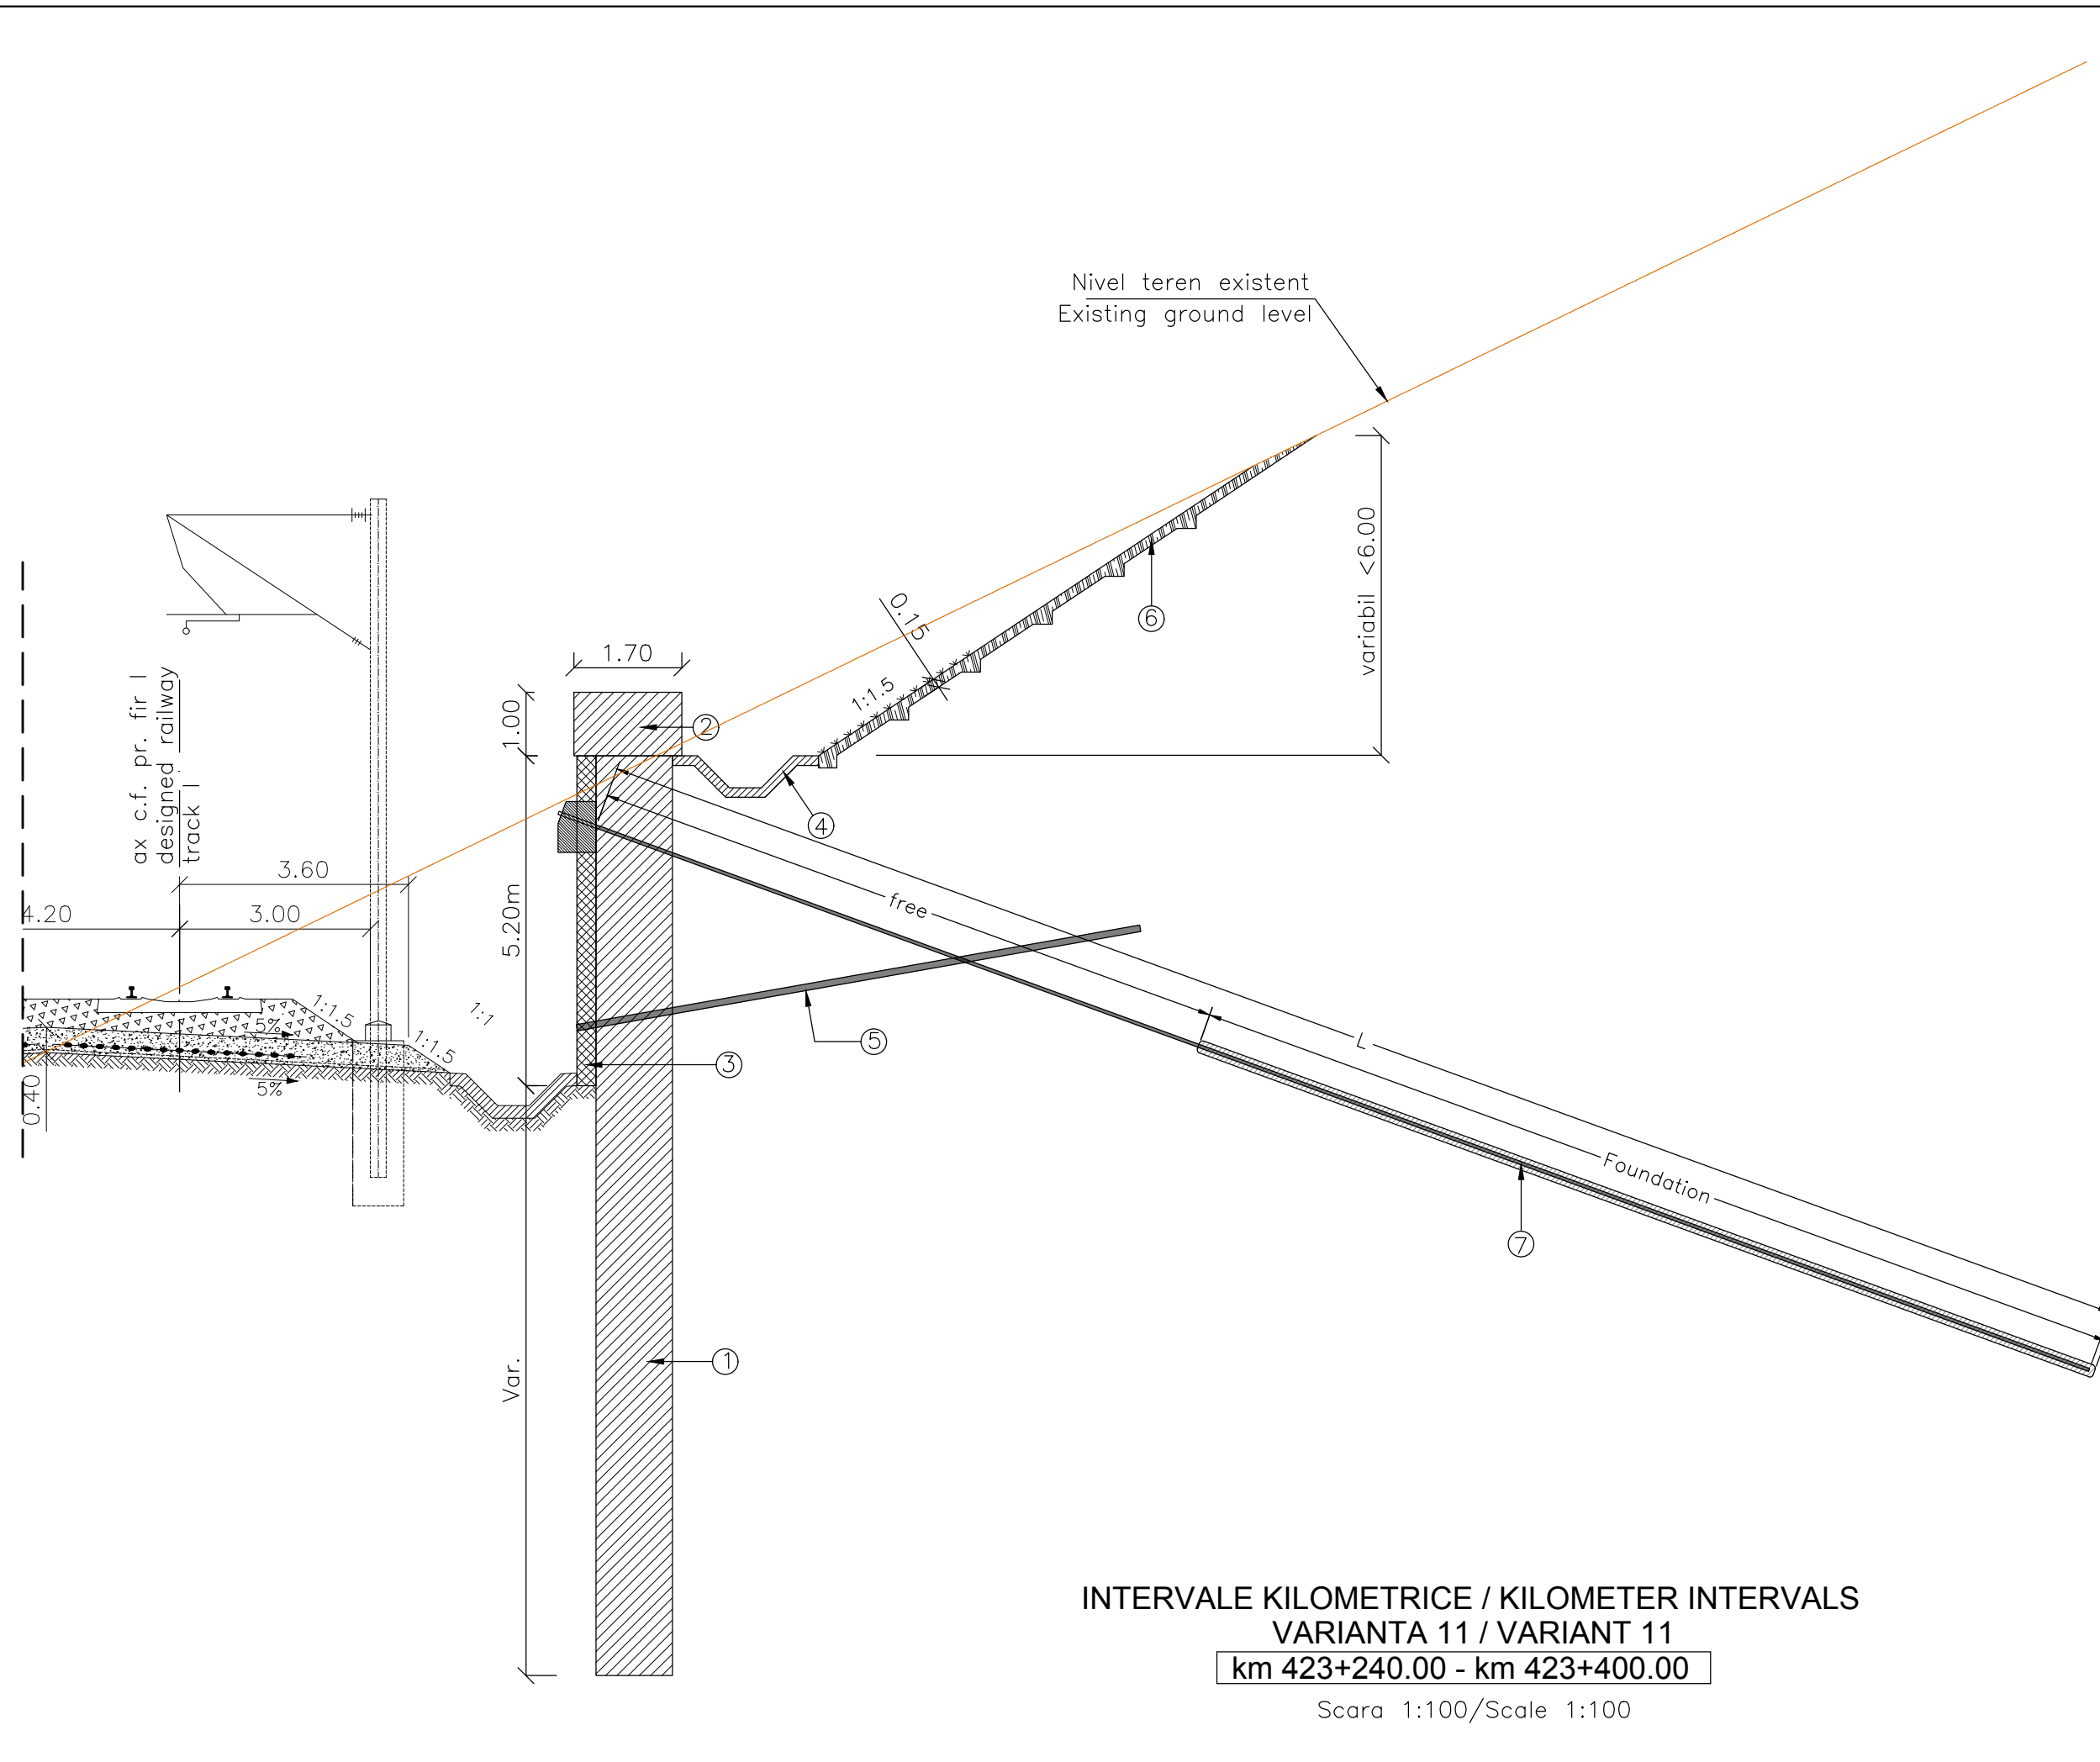 Nivel teren existent
Existing ground level
variabil <6.00
0.15
1:1.5
6
1.70
1.00
2
4
ax c.f. pr. fir I
designed railway
track I
3.60
4.20
3.00
5.20m
free
L
Foundation
5
3
7
1:1.5
1:1
5%
1:1.5
5%
0.40
Var.
1
INTERVALE KILOMETRICE / KILOMETER INTERVALS
VARIANTA 11 / VARIANT 11
km 423+240.00 - km 423+400.00
Scara 1:100/Scale 1:100